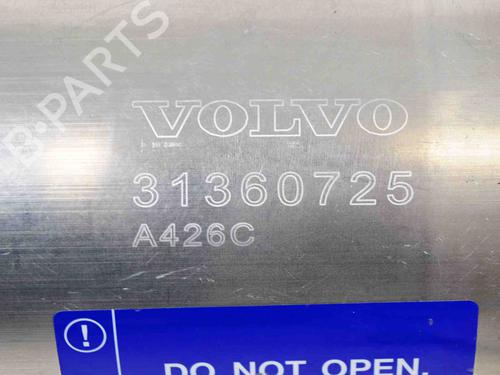 VOLVO
31360725
A426C
!
DO NOT OPEN.
B-PARTS